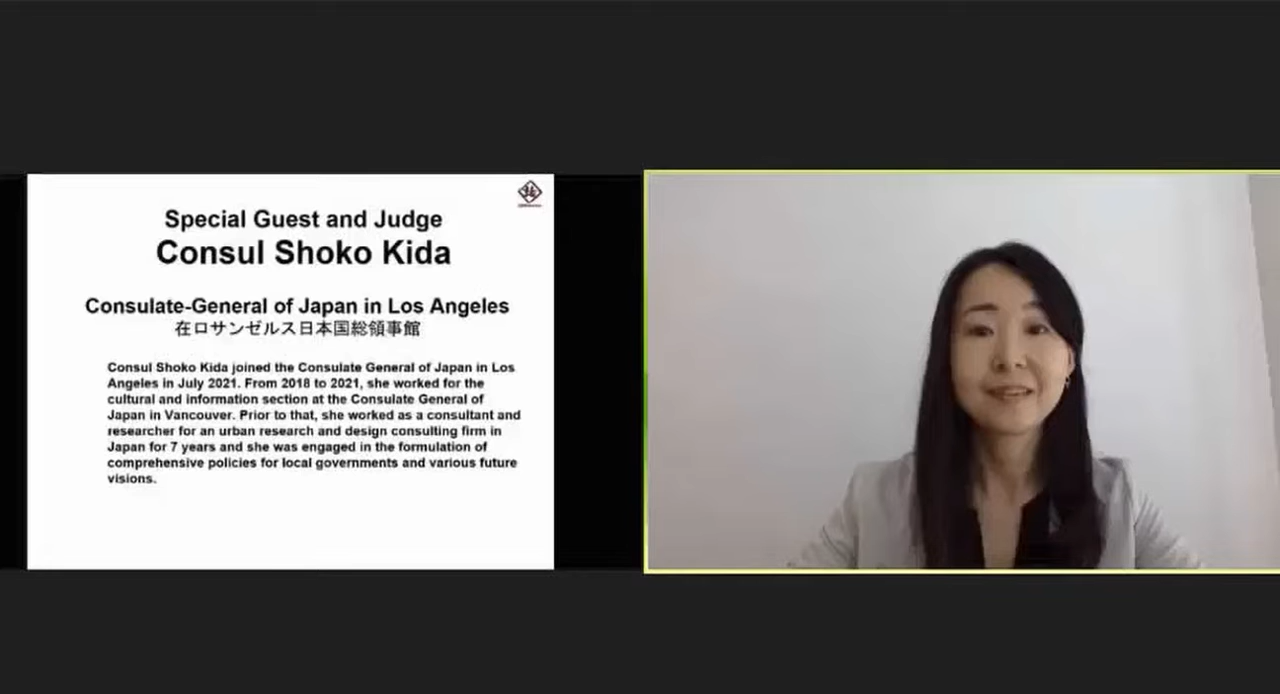 Special Guest and Judge
Consul Shoko Kida
Consulate-General of Japan in Los Angeles
在ロサンゼルス日本国総領事館
Consul Shoko Kida joined the Consulate General of Japan in Los
Angeles in July 2021. From 2018 to 2021, she worked for the
cultural and information section at the Consulate General of
Japan in Vancouver. Prior to that, she worked as a consultant and
researcher for an urban research and design consulting firm in
Japan for 7 years and she was engaged in the formulation of
comprehensive policies for local governments and various future
visions.